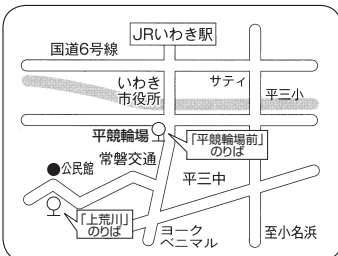 JRいわき駅
国道6号線
いわき
市役所
サティ
平三小
平競輪場
「平競輪場前」
のりば
常磐交通
●公民館
平三中
「上荒川」
のりば
ヨーク
ベニマル
至小名浜